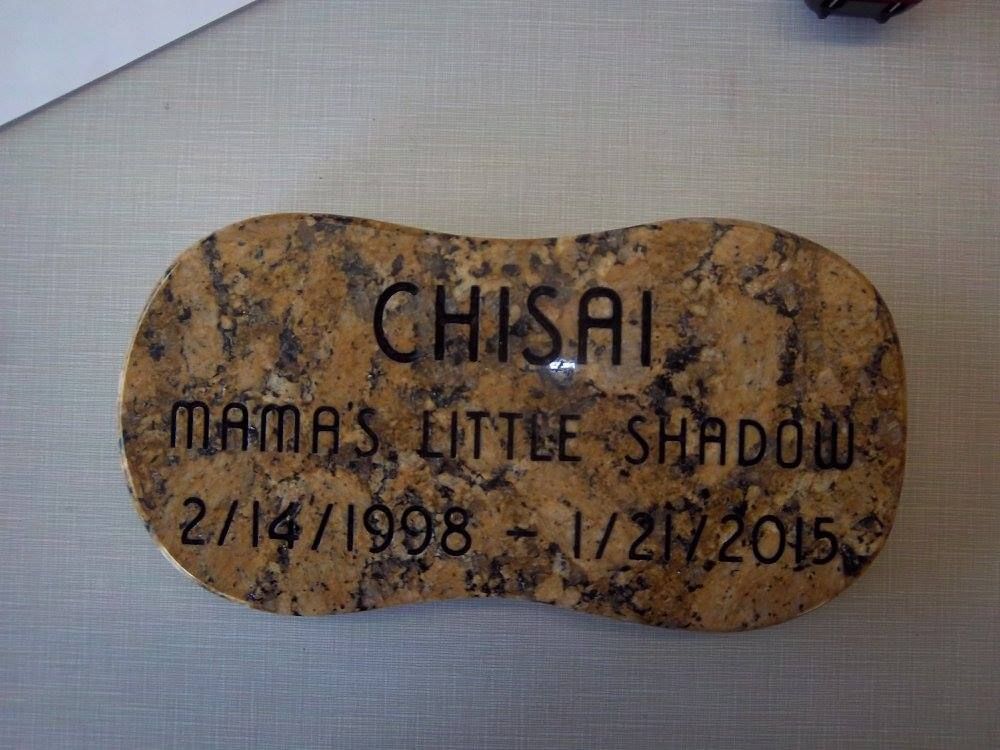 CHISAI
MAMA'S LITTLE SHADOW
2/14/1998 - 1/21/2015